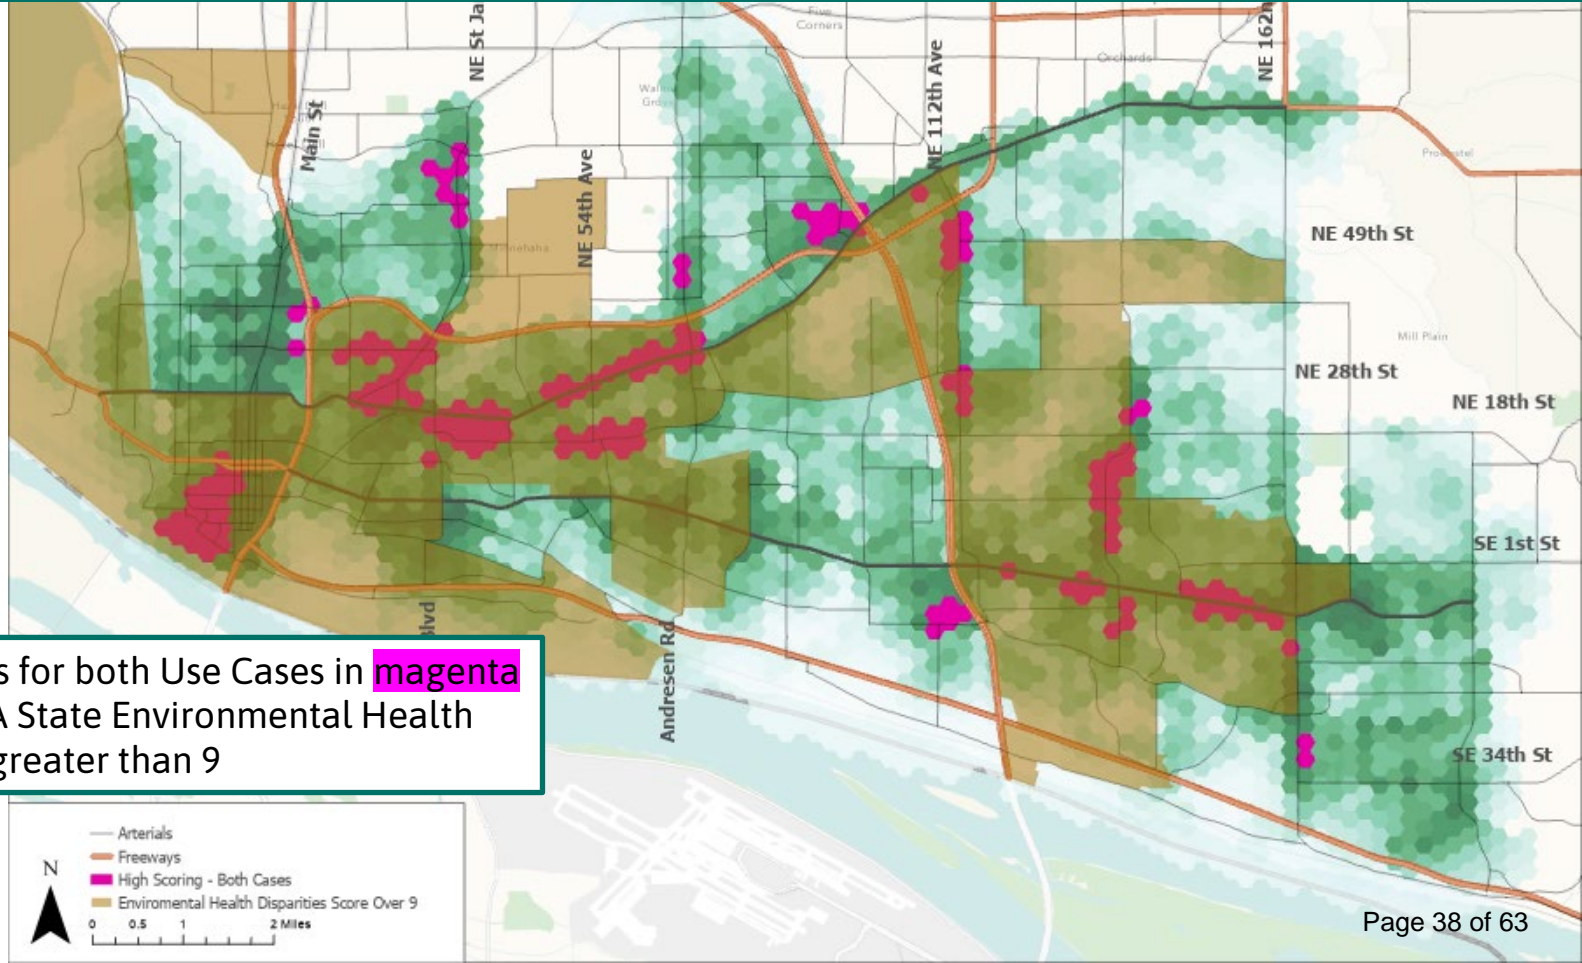 Five
Corners
NE St Ja
NE 162n
NE 112th Ave
Orchards
Main St
NE 54th Ave
NE 49th St
Mill Plain
NE 28th St
NE 18th St
SE 1st St
Blvd
Andresen Rd
SE 34th St
s for both Use Cases in magenta
A State Environmental Health
greater than 9
Arterials
Freeways
High Scoring - Both Cases
Enviromental Health Disparities Score Over 9
N
0 0.5 1 2 Miles
Page 38 of 63